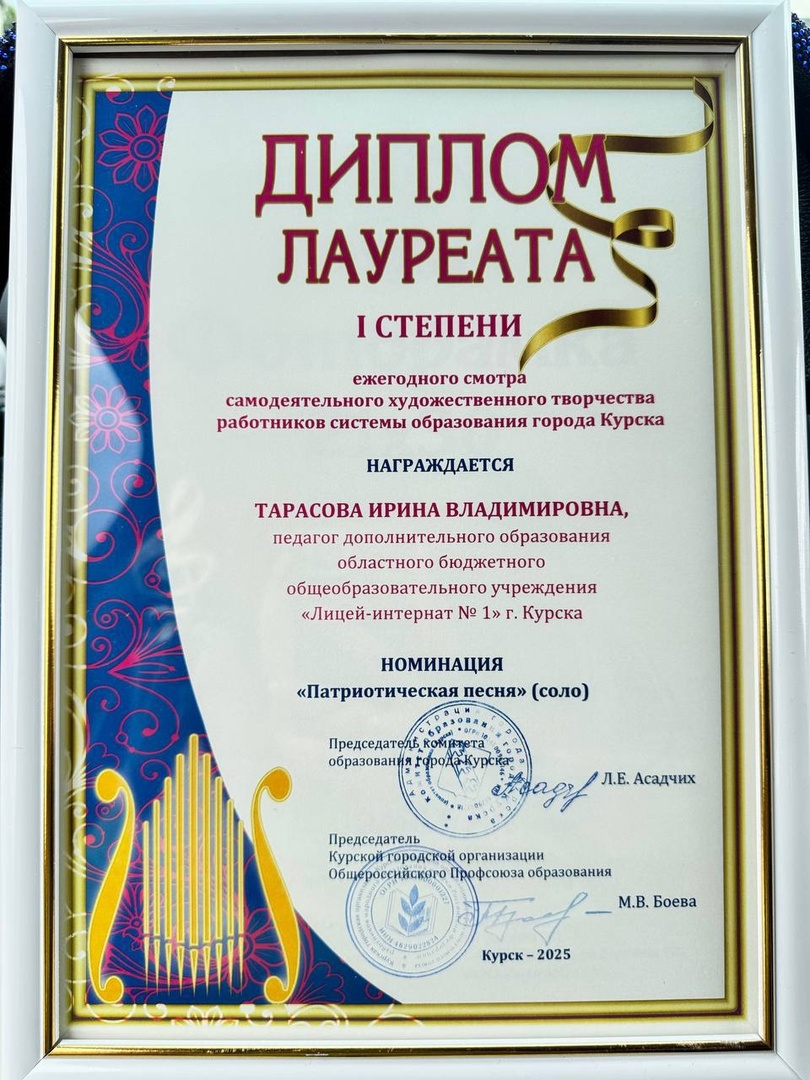 ДИПЛОМ
ЛАУРЕАТА
I СТЕПЕНИ
ежегодного смотра
самодеятельного художественного творчества
работников системы образования города Курска
НАГРАЖДАЕТСЯ
ТАРАСОВА ИРИНА ВЛАДИМИРОВНА,
педагог дополнительного образования
областного бюджетного
общеобразовательного учреждения
«Лицей-интернат № 1» г. Курска
НОМИНАЦИЯ
«Патриотическая песня» (соло)
Председатель комитета
образования города Курска
Л.Е. Асадчих
Председатель
Курской городской организации
Общероссийского Профсоюза образования
М.В. Боева
Курск – 2025